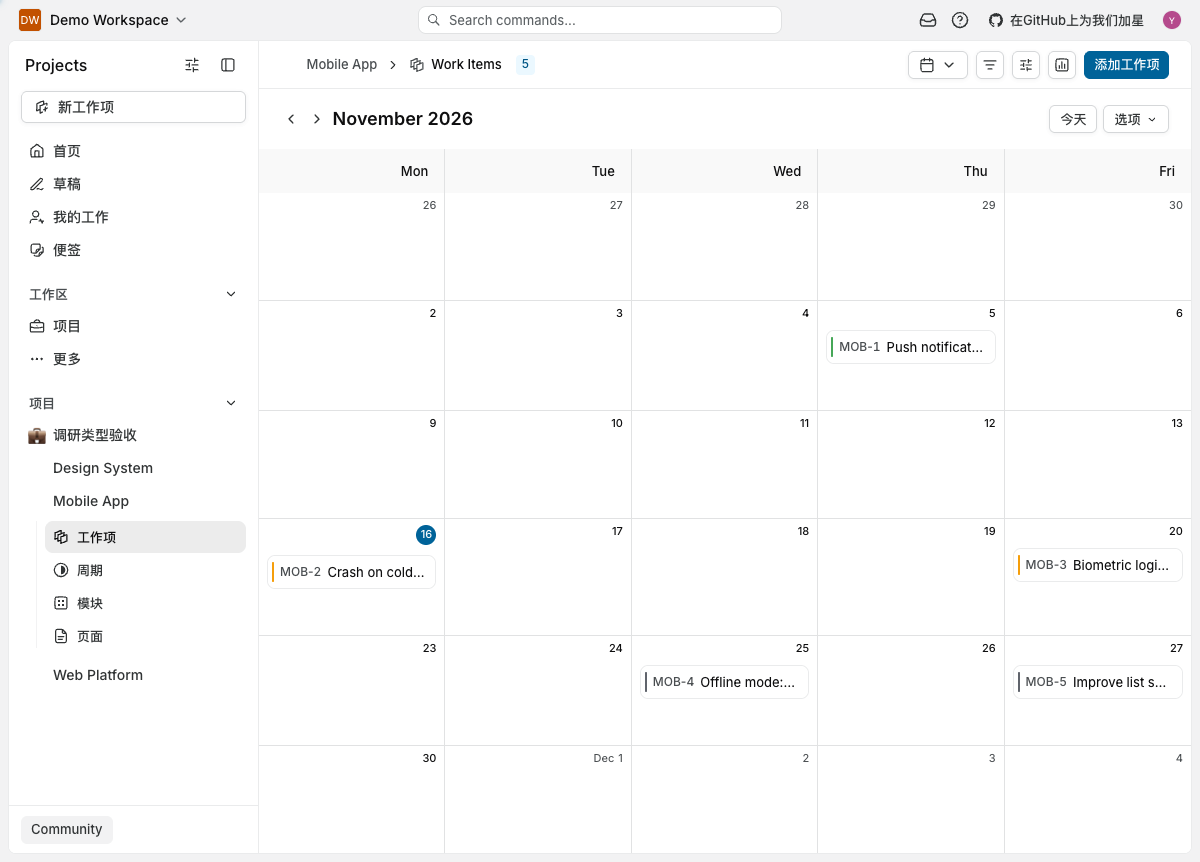 DW Demo Workspace
Search commands...
在GitHub上为我们加星
Y
Projects
新工作项
首页
草稿
我的工作
便签
工作区
项目
更多
项目
调研类型验收
Design System
Mobile App
工作项
周期
模块
页面
Web Platform
Community
Mobile App
Work Items
5
添加工作项
November 2026
今天
选项
Mon Tue Wed Thu Fri
26 27 28 29 30
2 3 4 5 6
MOB-1 Push notificat...
9 10 11 12 13
16 17 18 19 20
MOB-2 Crash on cold...
MOB-3 Biometric logi...
23 24 25 26 27
MOB-4 Offline mode:...
MOB-5 Improve list s...
30 Dec 1 2 3 4